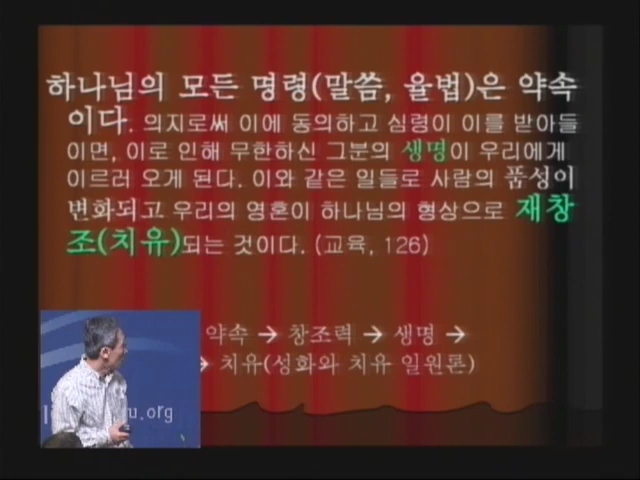 하나님의 모든 명령(말씀, 율법)은 약속
이다. 의지로써 이에 동의하고 심령이 이를 받아들
이면, 이로 인해 무한하신 그분의 생명이 우리에게
이르러 오게 된다. 이와 같은 일들로 사람의 품성이
변화되고 우리의 영혼이 하나님의 형상으로 재창
조(치유)되는 것이다. (교육, 126)
약속 → 창조력 → 생명 →
→ 치유(성화와 치유 일원론)
u.org